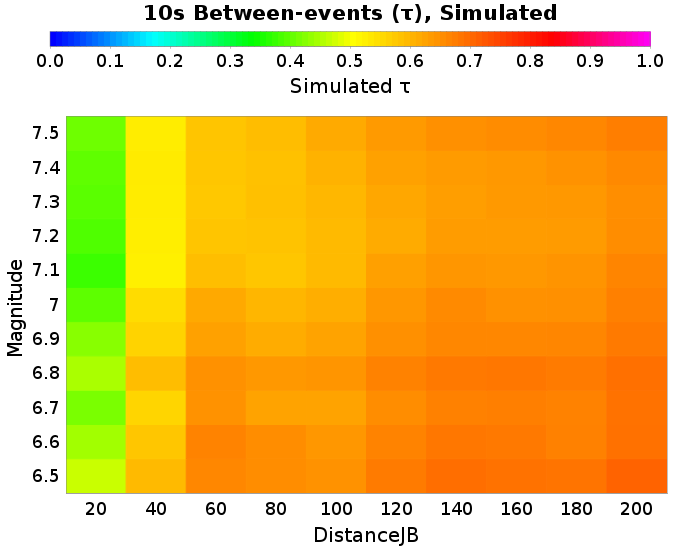 10s Between-events (τ), Simulated
0.0 0.1 0.2 0.3 0.4 0.5 0.6 0.7 0.8 0.9 1.0
Simulated τ
Magnitude
7.5
7.4
7.3
7.2
7.1
7
6.9
6.8
6.7
6.6
6.5
20 40 60 80 100 120 140 160 180 200
DistanceJB